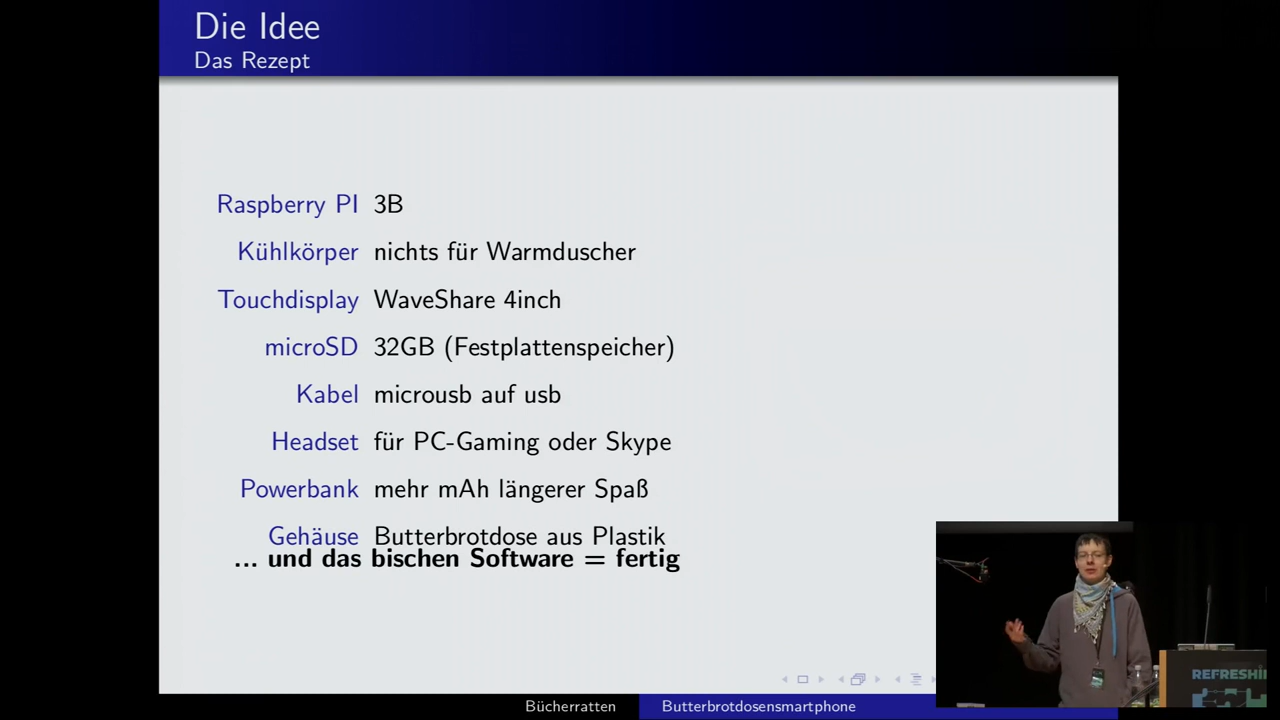 Die Idee
Das Rezept
Raspberry PI 3B
Kühlkörper nichts für Warmduscher
Touchdisplay WaveShare 4inch
microSD 32GB (Festplattenspeicher)
Kabel microusb auf usb
Headset für PC-Gaming oder Skype
Powerbank mehr mAh längerer Spaß
Gehäuse Butterbrotdose aus Plastik
... und das bischen Software = fertig
Bücherratten Butterbrotdosensmartphone